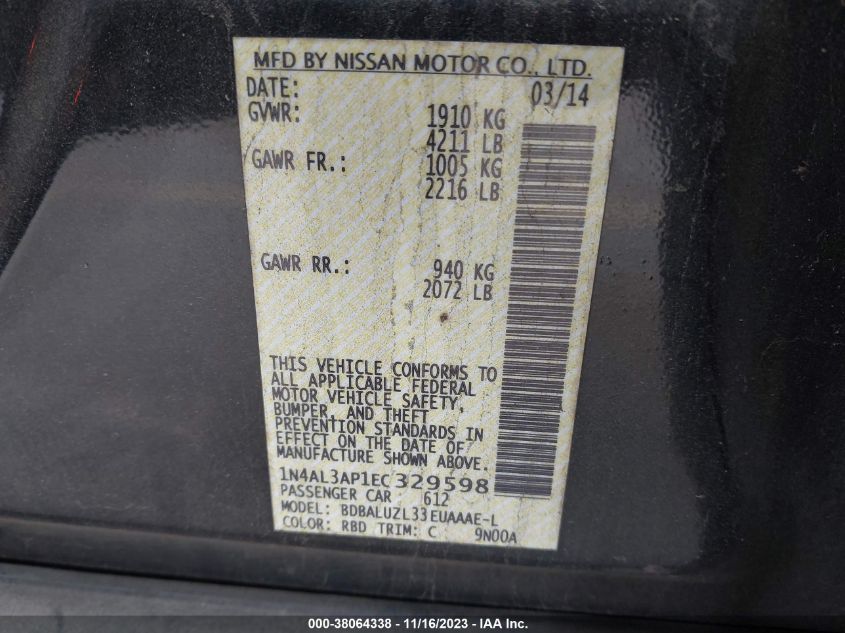 MFD BY NISSAN MOTOR CO., LTD.
DATE: 03/14
GVWR: 1910 KG
4211 LB
GAWR FR.: 1005 KG
2216 LB
GAWR RR.: 940 KG
2072 LB
THIS VEHICLE CONFORMS TO
ALL APPLICABLE FEDERAL
MOTOR VEHICLE SAFETY,
BUMPER, AND THEFT
PREVENTION STANDARDS IN
EFFECT ON THE DATE OF
MANUFACTURE SHOWN ABOVE.
1N4AL3AP1EC329598
PASSENGER CAR 612
MODEL: BDBALUZL33EUAAAE-L
COLOR: RBD TRIM: C 9N00A
000-38064338 - 11/16/2023 - IAA Inc.